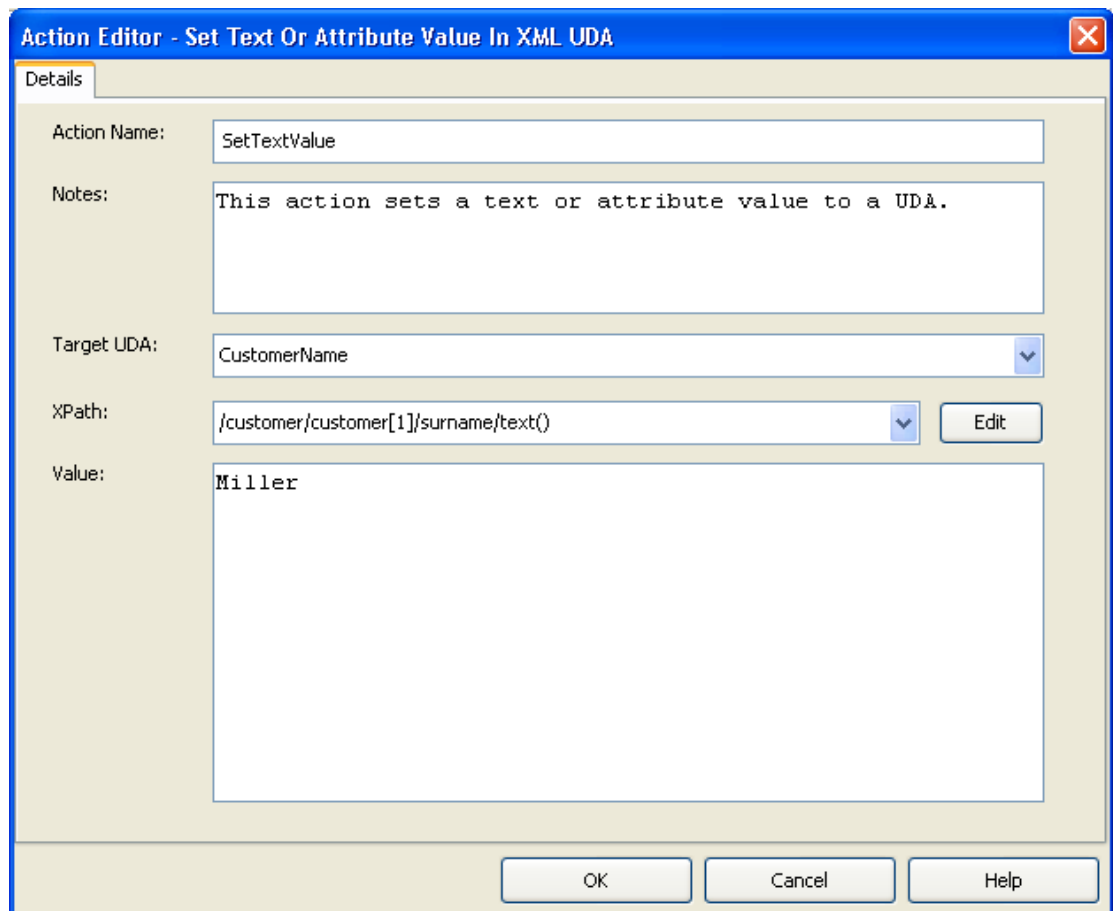 Action Editor - Set Text Or Attribute Value In XML UDA
Details
Action Name:
SetTextValue
Notes:
This action sets a text or attribute value to a UDA.
Target UDA:
CustomerName
XPath:
/customer/customer[1]/surname/text()
Edit
Value:
Miller
OK
Cancel
Help